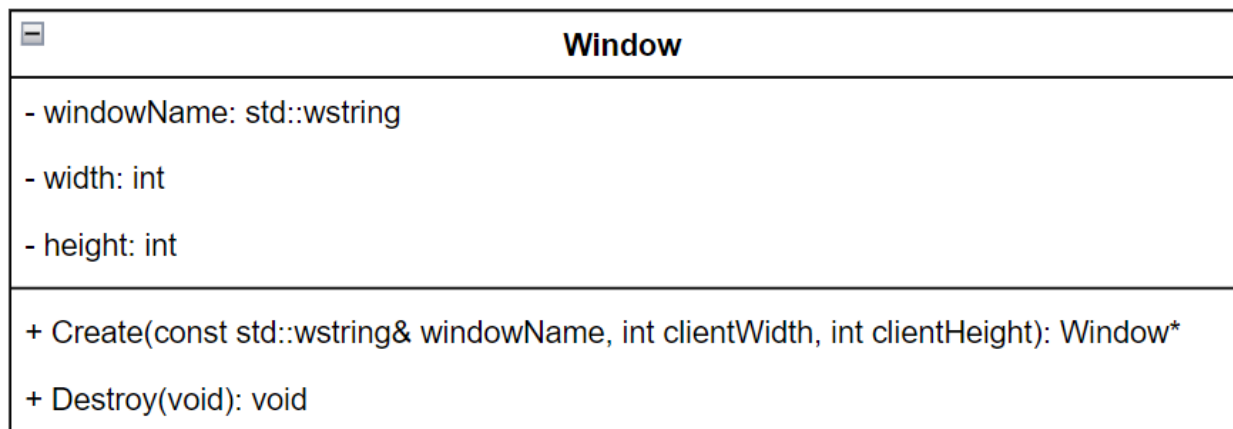 Window
- windowName: std::wstring
- width: int
- height: int
+ Create(const std::wstring& windowName, int clientWidth, int clientHeight): Window*
+ Destroy(void): void